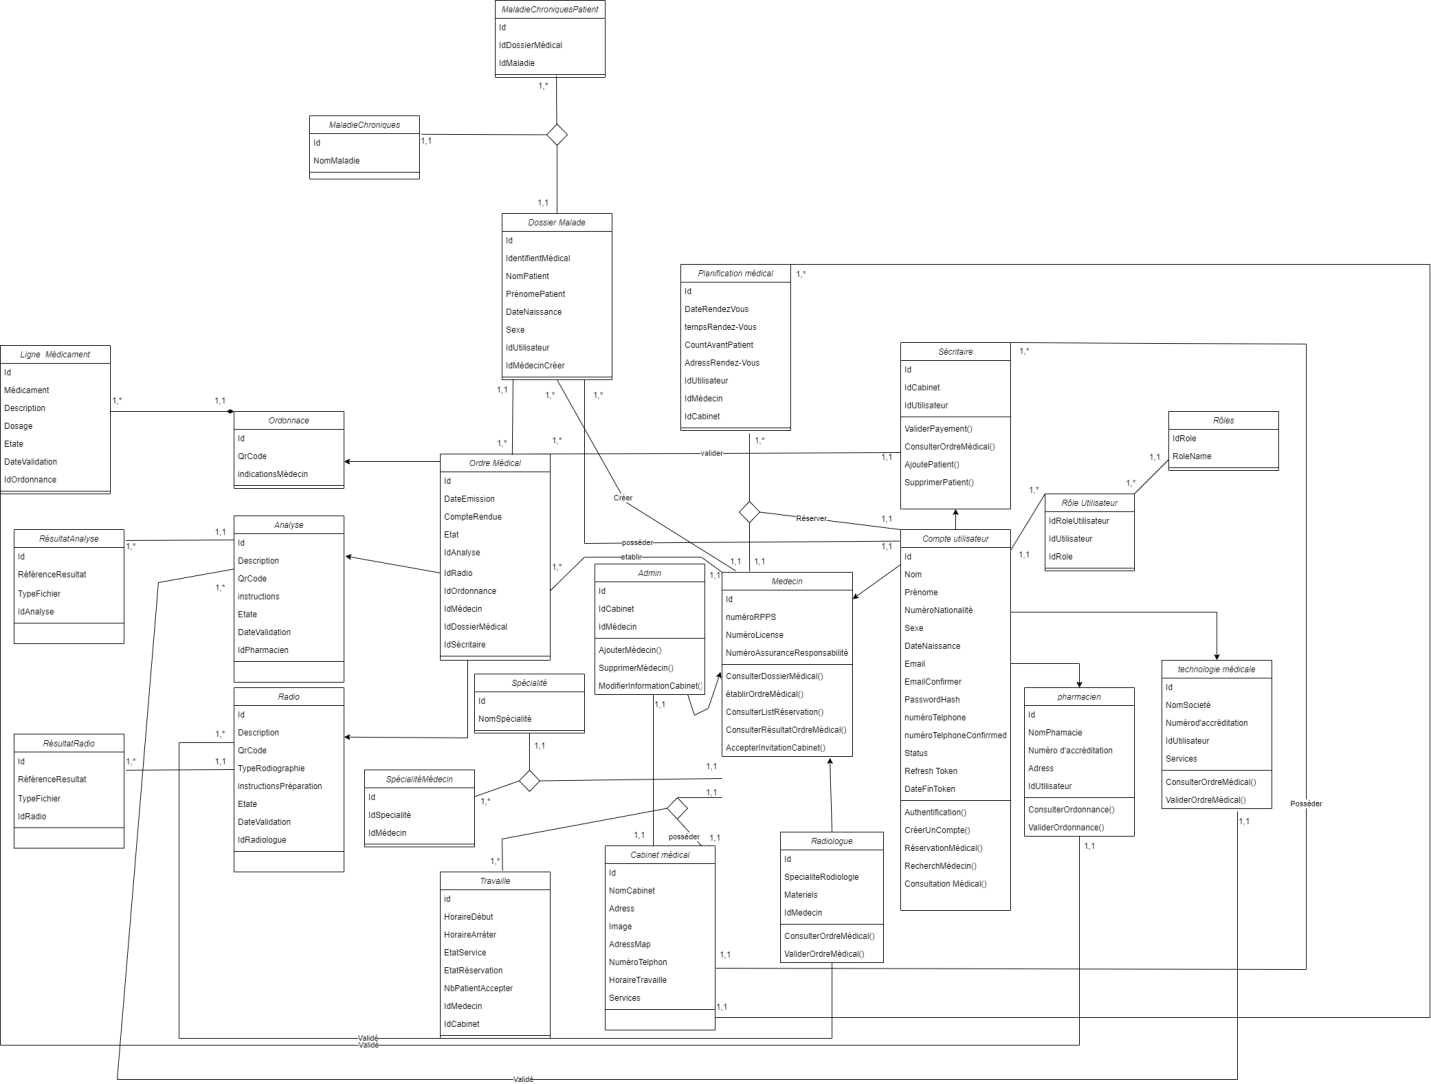 MaladieChroniquesPatient
Id
IdDossierMédical
IdMaladie
1,*
MaladieChroniques
Id
NomMaladie
1,1
1,1
Dossier Malade
Id
IdentifientMédical
NomPatient
PrénomePatient
DateNaissance
Sexe
IdUtilisateur
IdMédecinCréer
1,1
1,*
1,*
Planification médical
Id
DateRendezVous
tempsRendez-Vous
CountAvantPatient
AdressRendez-Vous
IdUtilisateur
IdMédecin
IdCabinet
1,*
1,*
Sécritaire
Id
IdCabinet
IdUtilisateur
ValiderPayement()
ConsulterOrdreMédical()
AjoutePatient()
SupprimerPatient()
1,*
1,1
Rôles
IdRole
RoleName
1,1
Rôle Utilisateur
IdRoleUtilisateur
IdUtilisateur
IdRole
1,*
1,*
1,1
Ligne Médicament
Id
Médicament
Description
Dosage
Etate
DateValidation
IdOrdonnance
1,*
1,1
Ordonnace
Id
QrCode
indicationsMédecin
Ordre Médical
Id
DateEmission
CompteRendue
Etat
IdAnalyse
IdRadio
IdOrdonnance
IdMédecin
IdDossierMédical
IdSécritaire
1,*
1,*
1,*
valider
Créer
posséder
etablir
Réserver
1,1
1,1
1,1
1,1
1,1
Analyse
Id
Description
QrCode
instructions
Etate
DateValidation
IdPharmacien
1,1
1,*
RésultatAnalyse
Id
RéférenceResultat
TypeFichier
IdAnalyse
1,*
Admin
Id
IdCabinet
IdMédecin
AjouterMédecin()
SupprimerMédecin()
ModifierInformationCabinet()
1,1
Medecin
Id
numéroRPPS
NuméroLicense
NuméroAssuranceResponsabilité
ConsulterDossierMédical()
établirOrdreMédical()
ConsulterListRéservation()
ConsulterRésultatOrdreMédical()
AccepterInvitationCabinet()
Compte utilisateur
Id
Nom
Prénome
NuméroNationalité
Sexe
DateNaissance
Email
EmailConfirmer
PasswordHash
numéroTelphone
numéroTelphoneConfirrmed
Status
Refresh Token
DateFinToken
Authentification()
CréerUnCompte()
RéservationMédical()
RecherchMédecin()
Consultation Médical()
pharmacien
Id
NomPhamacie
Numéro d'accréditation
Adress
IdUtilisateur
ConsulterOrdonnance()
ValiderOrdonnance()
1,1
technologie médicale
Id
NomSocieté
Numérod'accréditation
IdUtilisateur
Services
ConsulterOrdreMédical()
ValiderOrdreMédical()
1,1
Posséder
Radio
Id
Description
QrCode
TypeRodiographie
instructionsPréparation
Etate
DateValidation
IdRadiologue
1,*
1,1
RésultatRadio
Id
RéférenceResultat
TypeFichier
IdRadio
1,*
Spécialité
Id
NomSpécialité
1,1
SpécialitéMédecin
Id
IdSpecialité
IdMédecin
1,*
1,1
1,1
posséder
1,1
1,1
Travaille
id
HoraireDébut
HoraireArréter
EtatService
EtatRéservation
NbPatientAccepter
IdMedecin
IdCabinet
1,*
Cabinet médical
Id
NomCabinet
Adress
Image
AdressMap
NuméroTelphon
HoraireTravaille
Services
1,1
1,1
Radiologue
Id
SpecialiteRodiologie
Materiels
IdMedecin
ConsulterOrdreMédical()
ValiderOrdreMédical()
Validé
Validé
Validé